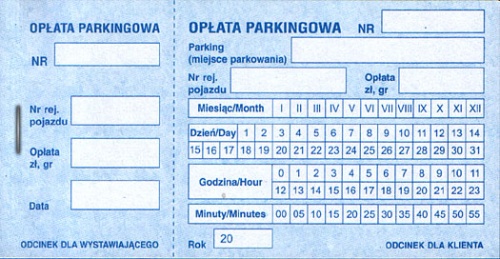 OPŁATA PARKINGOWA
NR
Nr rej.
pojazdu
Opłata
zł, gr
Data
ODCINEK DLA WYSTAWIAJĄCEGO
OPŁATA PARKINGOWA NR
Parking
(miejsce parkowania)
Nr rej. Opłata
pojazdu zł, gr
Miesiąc/Month I II III IV V VI VII VIII IX X XI XII
Dzień/Day 1 2 3 4 5 6 7 8 9 10 11 12 13 14
15 16 17 18 19 20 21 22 23 24 25 26 27 28 29 30 31
Godzina/Hour 0 1 2 3 4 5 6 7 8 9 10 11
12 13 14 15 16 17 18 19 20 21 22 23
Minuty/Minutes 00 05 10 15 20 25 30 35 40 45 50 55
Rok 20
ODCINEK DLA KLIENTA